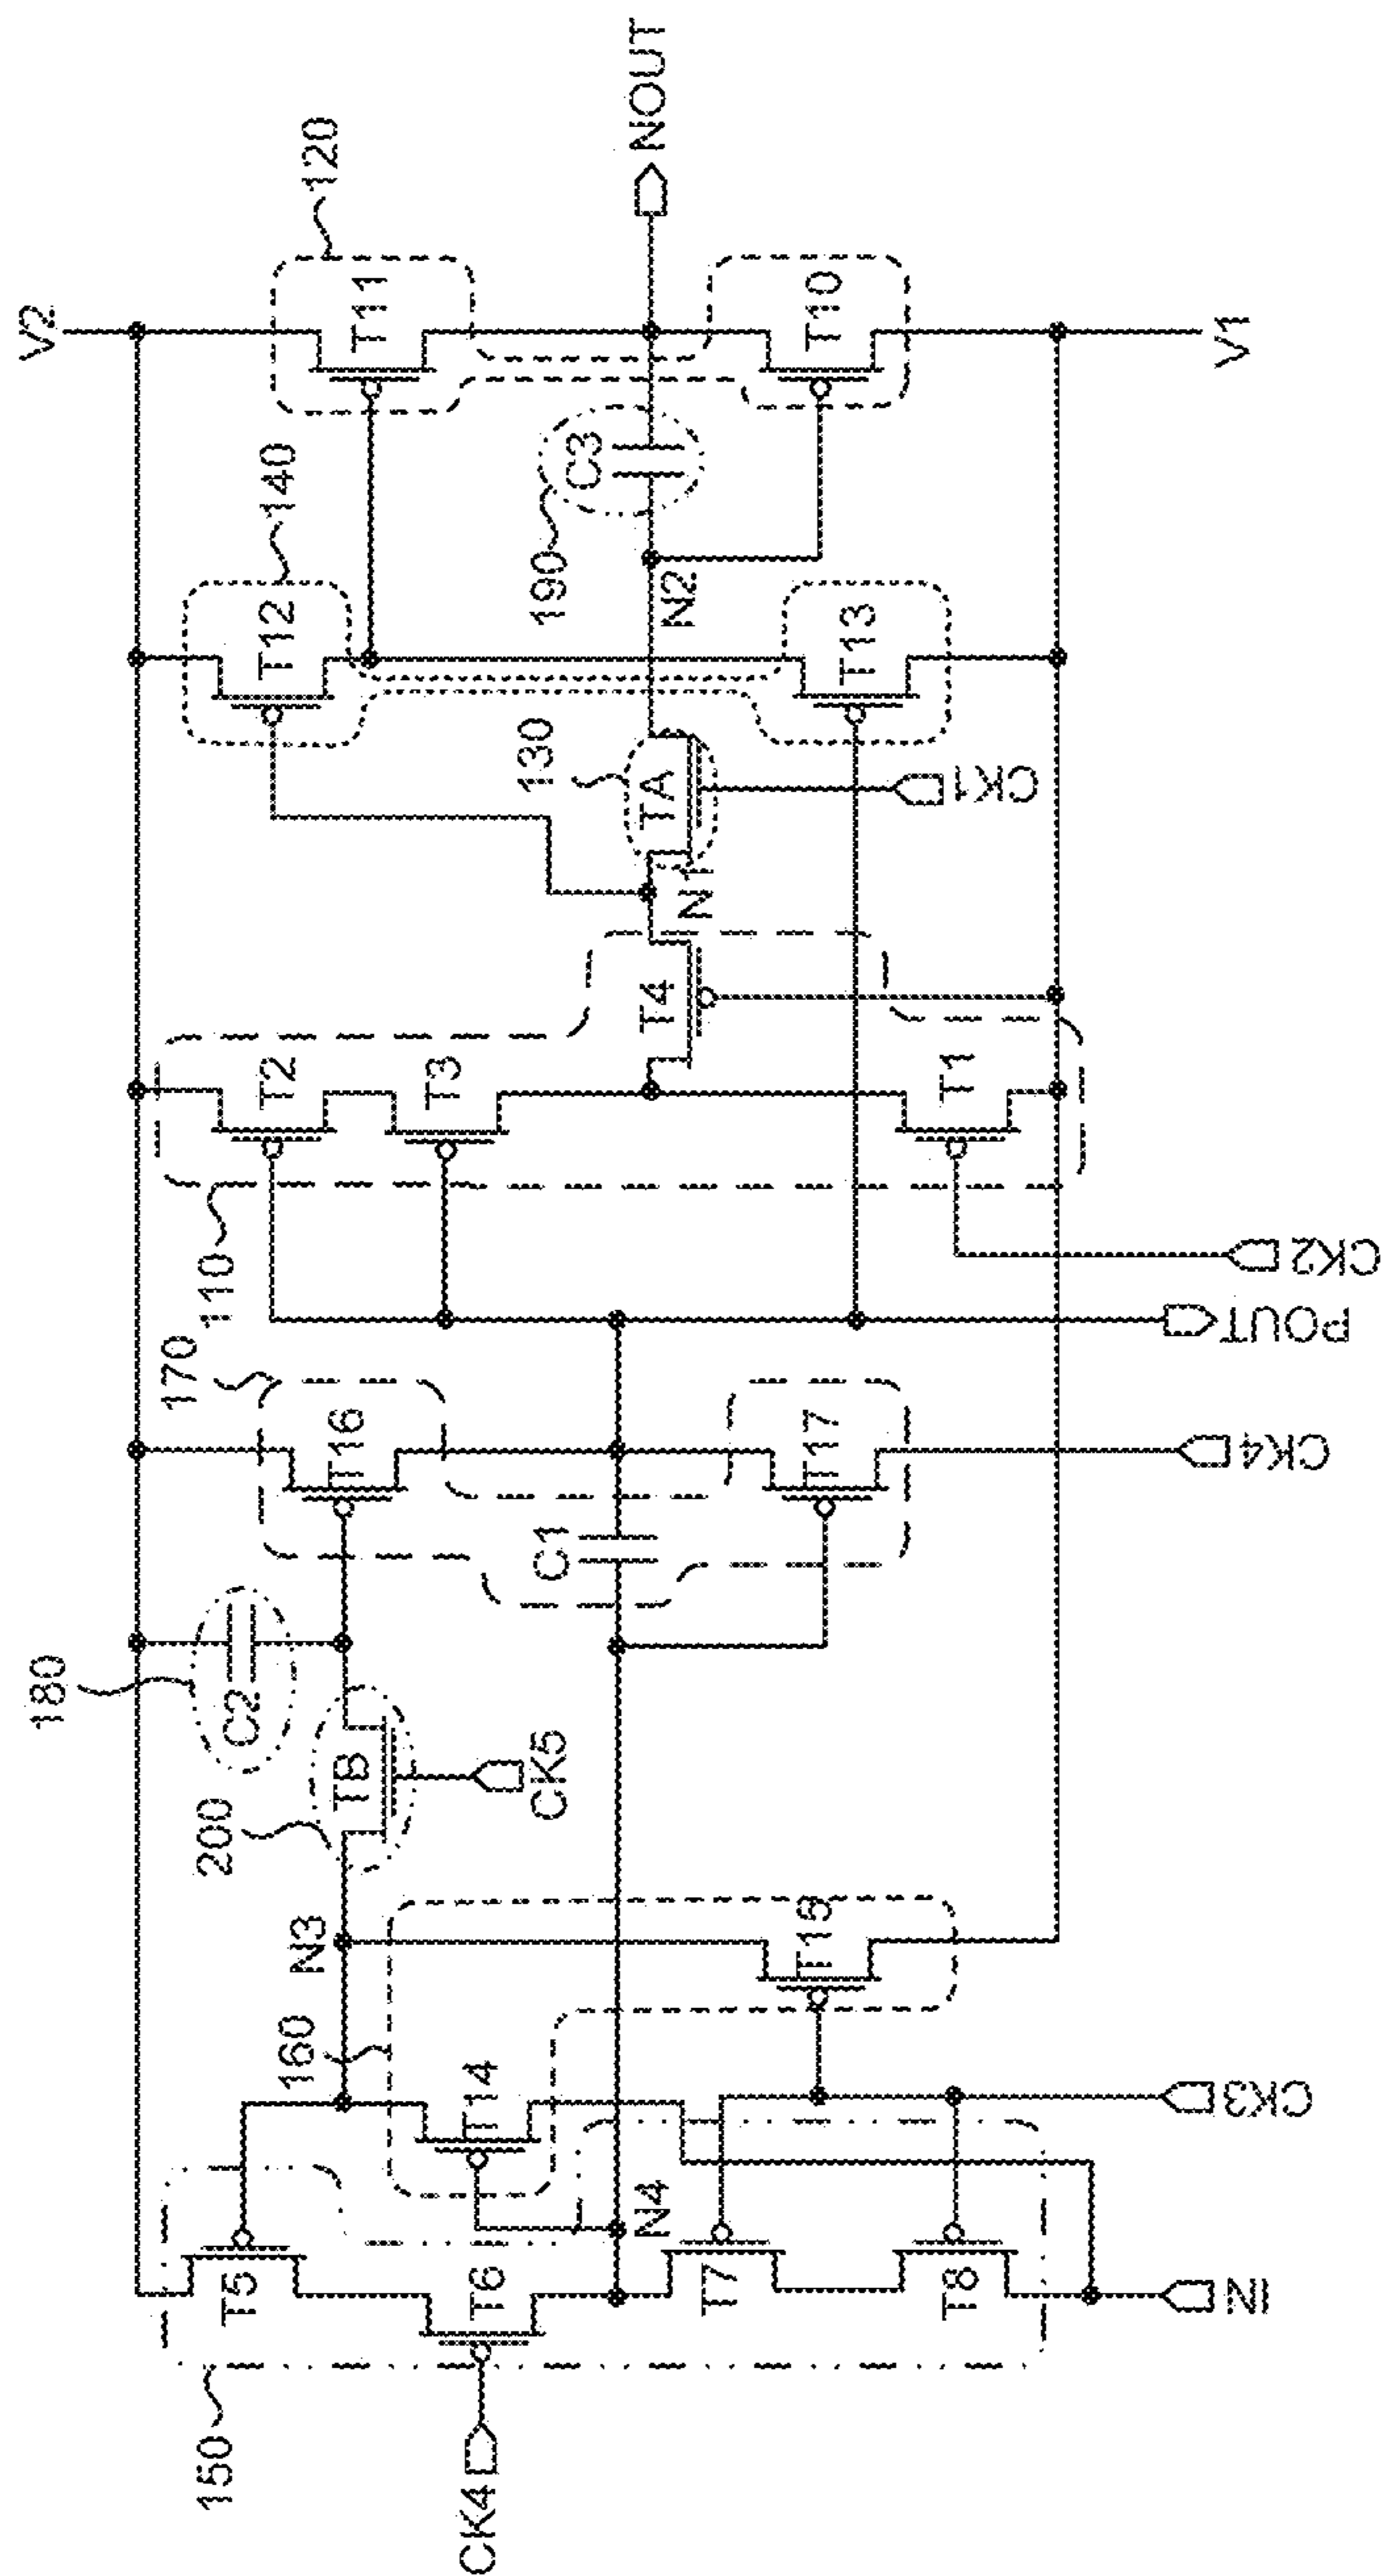 V2
NOUT
120
T11
T10
V1
140
T12
C3
190
N2
T13
130
TA
CK1
N1
T4
T2
T3
T1
110
CK2
POUT
170
T16
T17
C1
CK4
180
C2
TB
200
CK5
N3
T15
160
T14
CK3
N4
T5
T6
T7
T8
IN
150
CK4